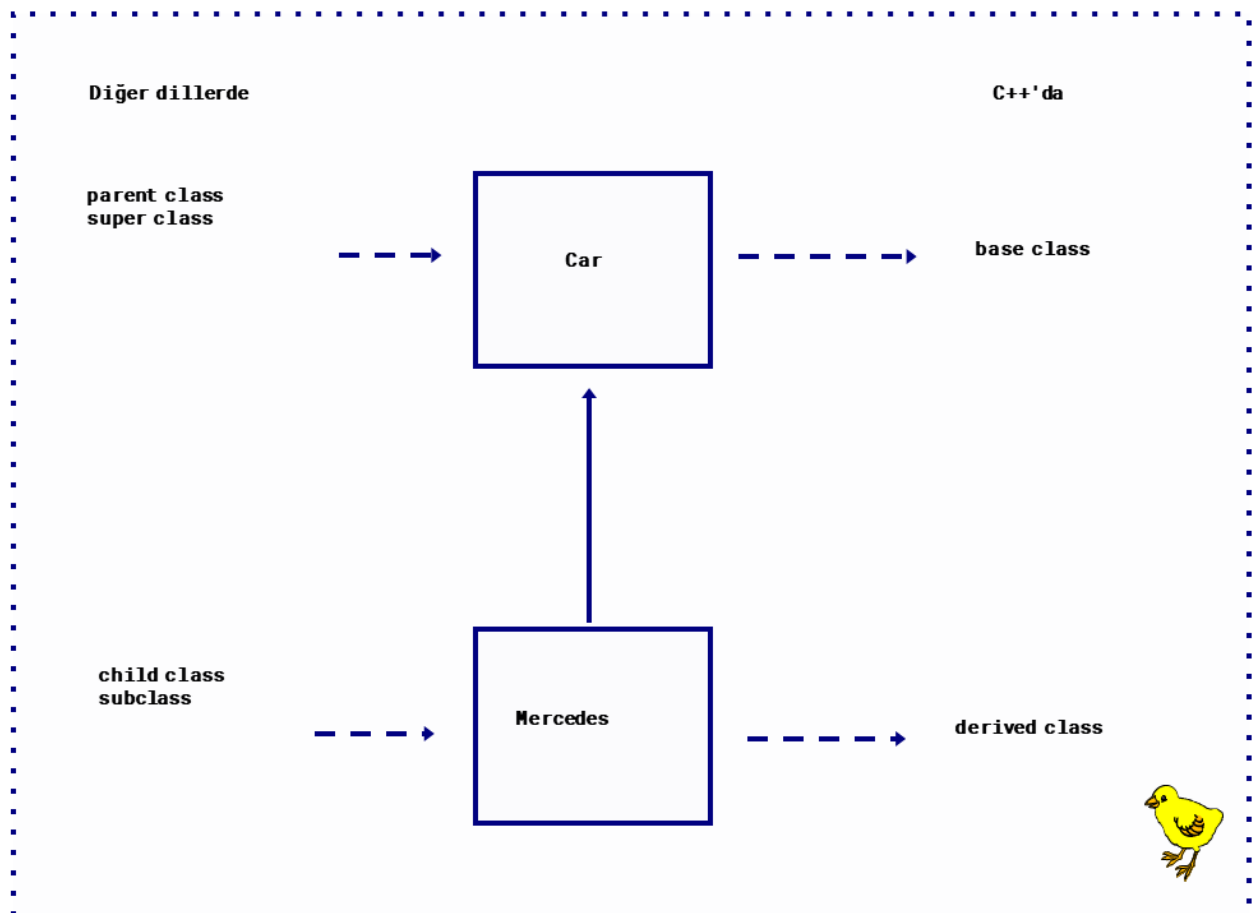 Diğer dillerde
C++'da
parent class
super class
Car
base class
child class
subclass
Mercedes
derived class